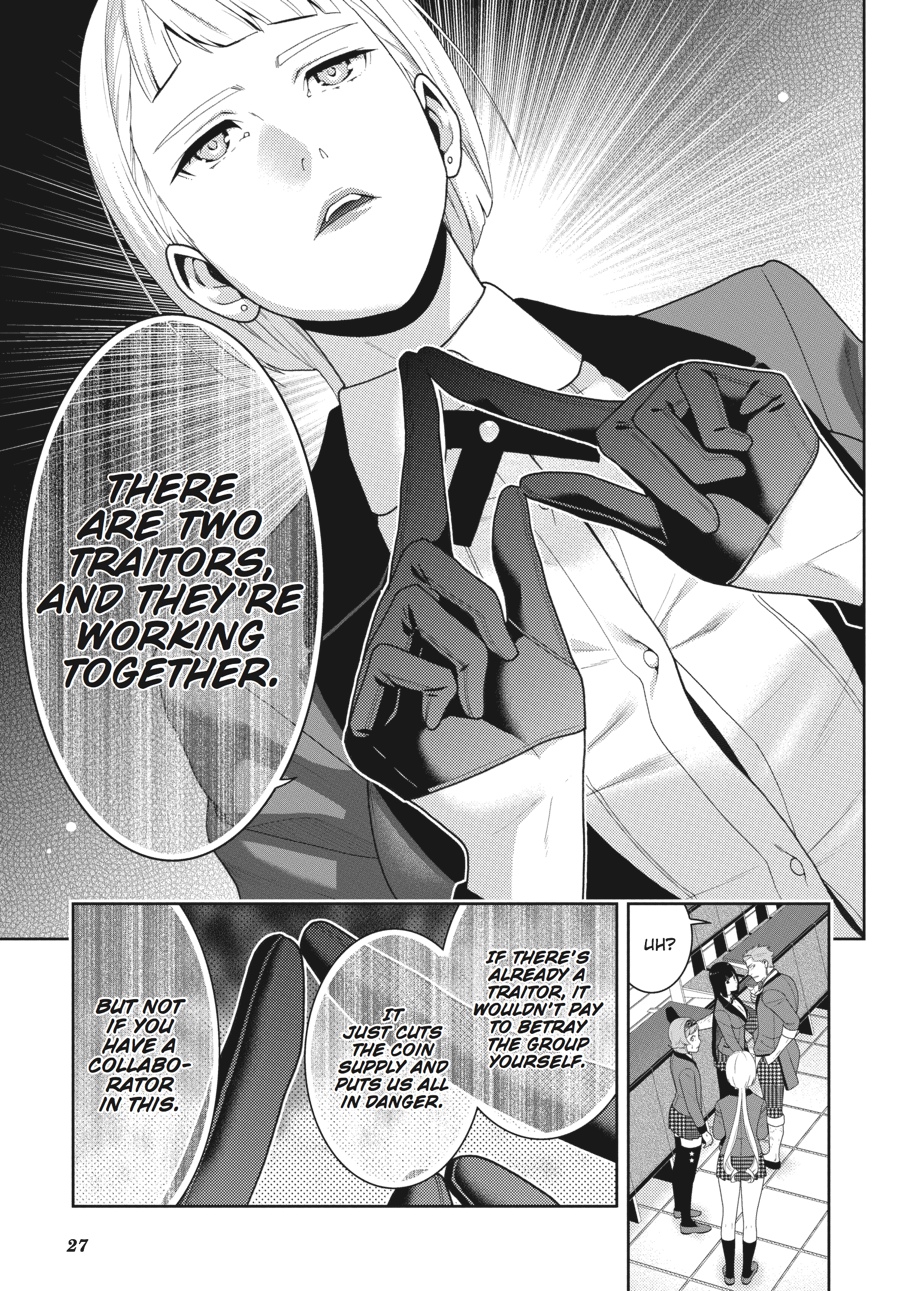 THERE
ARE TWO
TRAITORS,
AND THEY'RE
WORKING
TOGETHER.
UH?
IF THERE'S
ALREADY A
TRAITOR, IT
WOULDN'T PAY
TO BETRAY
THE GROUP
YOURSELF.
IT
JUST CUTS
THE COIN
SUPPLY AND
PUTS US ALL
IN DANGER.
BUT NOT
IF YOU
HAVE A
COLLABO-
RATOR
IN THIS.
27